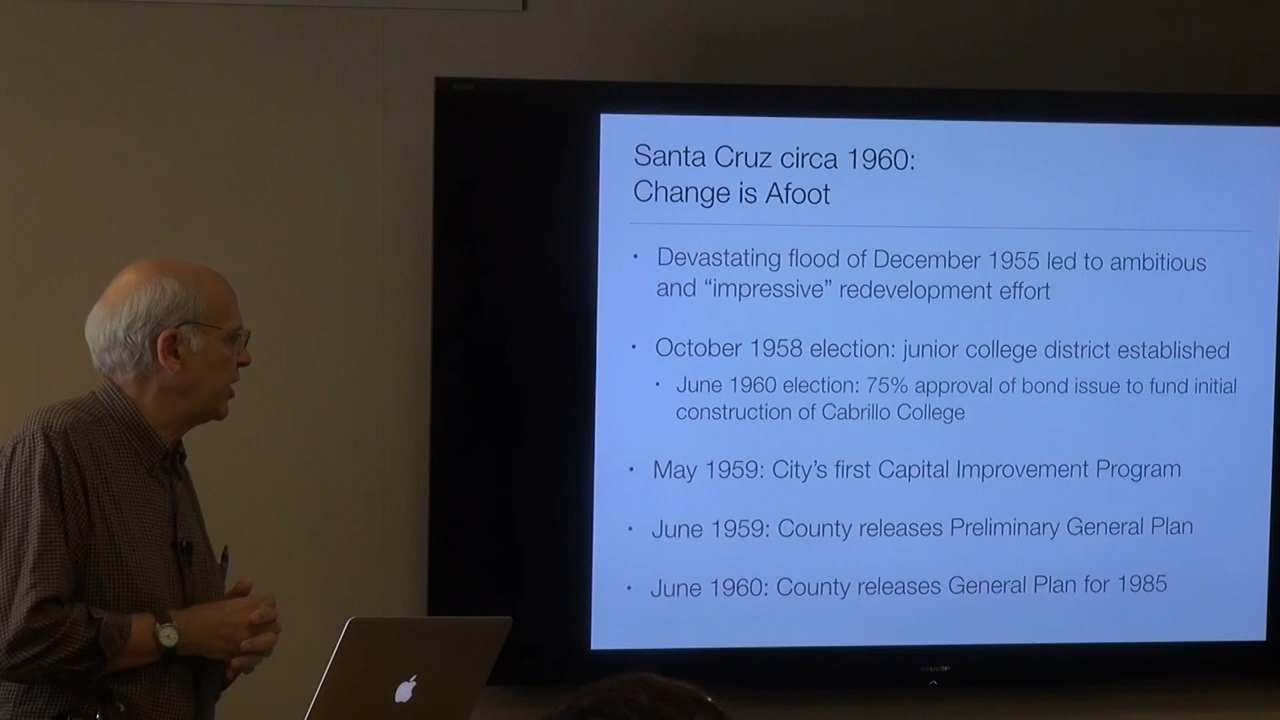 Santa Cruz circa 1960:
Change is Afoot
• Devastating flood of December 1955 led to ambitious
and “impressive” redevelopment effort
• October 1958 election: junior college district established
• June 1960 election: 75% approval of bond issue to fund initial
construction of Cabrillo College
• May 1959: City’s first Capital Improvement Program
• June 1959: County releases Preliminary General Plan
• June 1960: County releases General Plan for 1985
SHARP